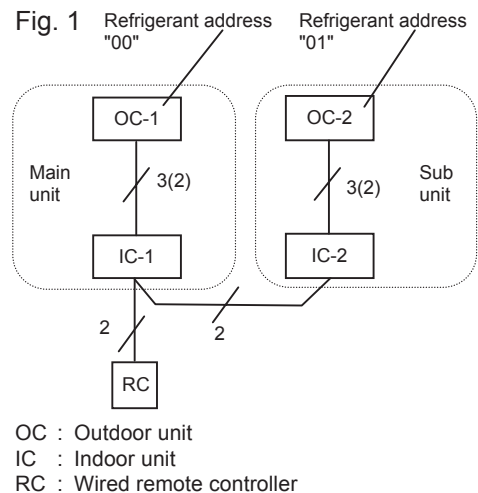 Fig. 1
Refrigerant address
"00"
Refrigerant address
"01"
OC-1
OC-2
Main
unit
3(2)
3(2)
Sub
unit
IC-1
IC-2
2
2
RC
OC : Outdoor unit
IC : Indoor unit
RC : Wired remote controller